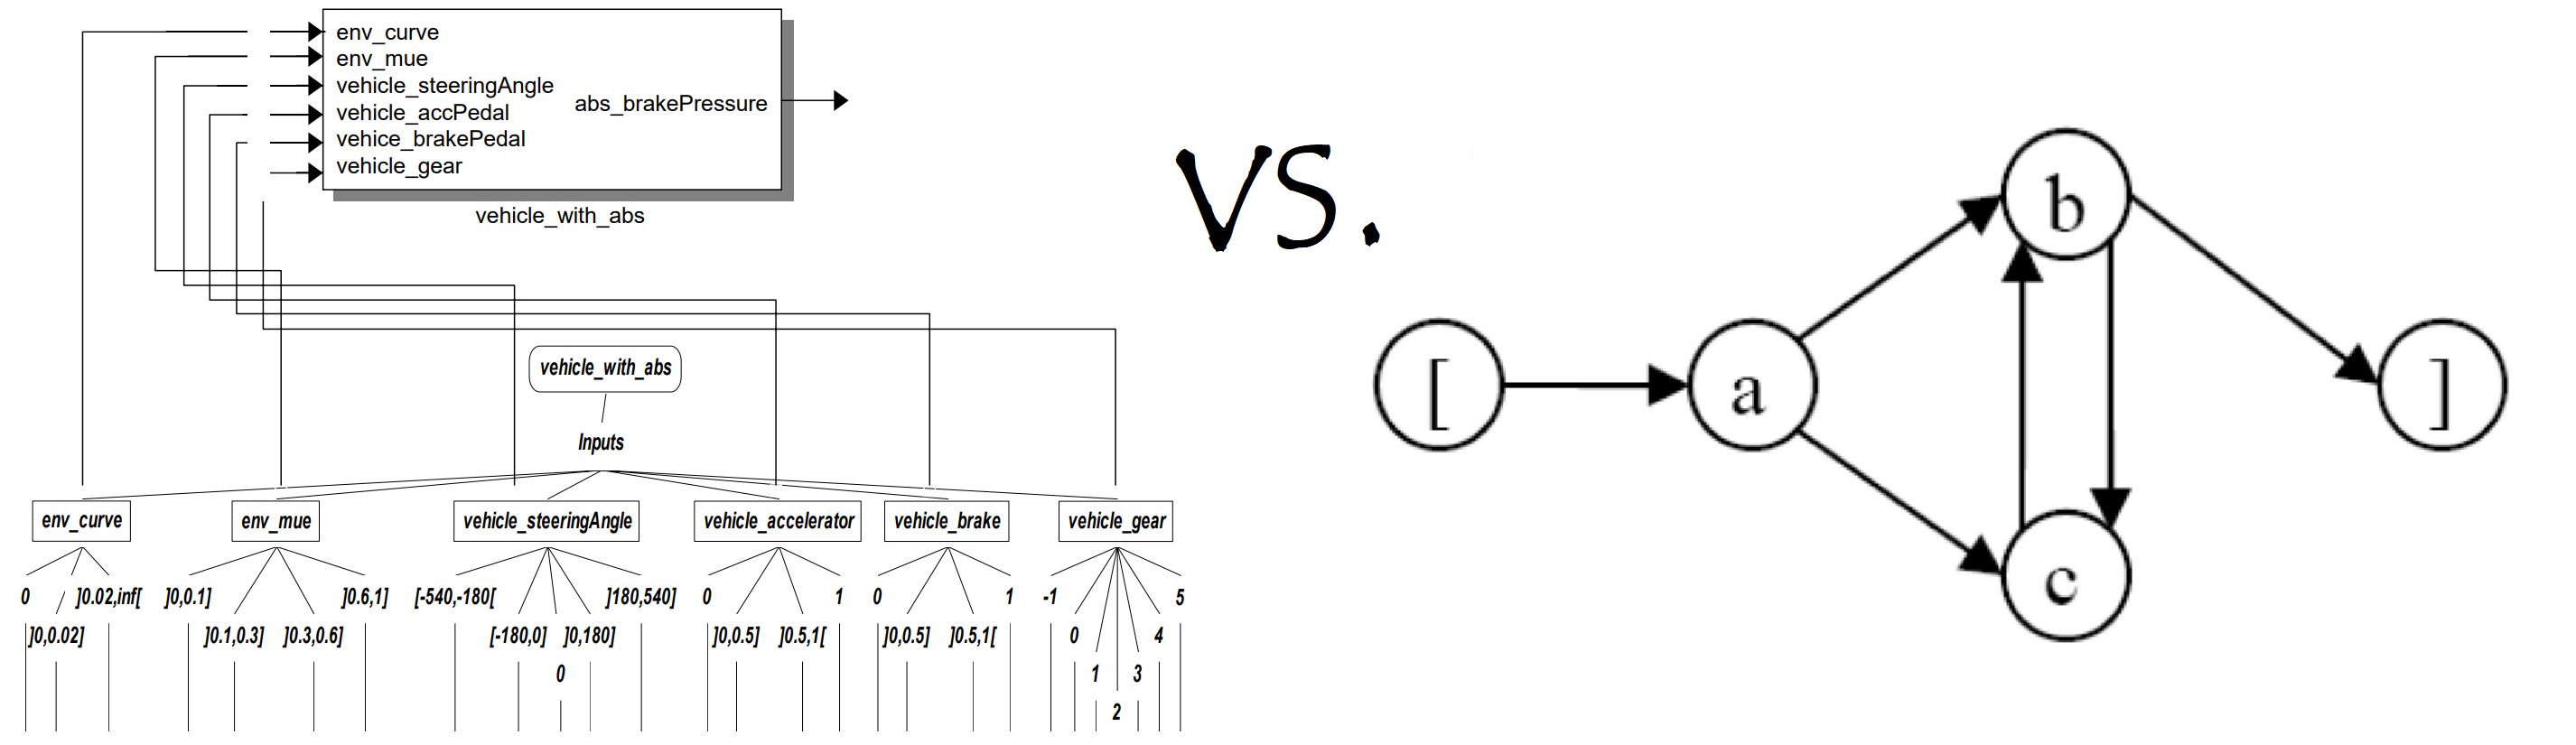 env_curve
env_mue
vehicle_steeringAngle
vehicle_accPedal
vehice_brakePedal
vehicle_gear
abs_brakePressure
vehicle_with_abs
vehicle_with_abs
Inputs
env_curve env_mue vehicle_steeringAngle vehicle_accelerator vehicle_brake vehicle_gear
0 ]0.02,inf[ ]0,0.1] ]0.6,1] [-540,-180[ ]180,540] 0 1 0 1 -1 5
]0,0.02] ]0.1,0.3] ]0.3,0.6] [-180,0] ]0,180] ]0,0.5] ]0.5,1[ ]0,0.5] ]0.5,1[ 0 4
0 1 3
2
VS.
b
[ a ]
c